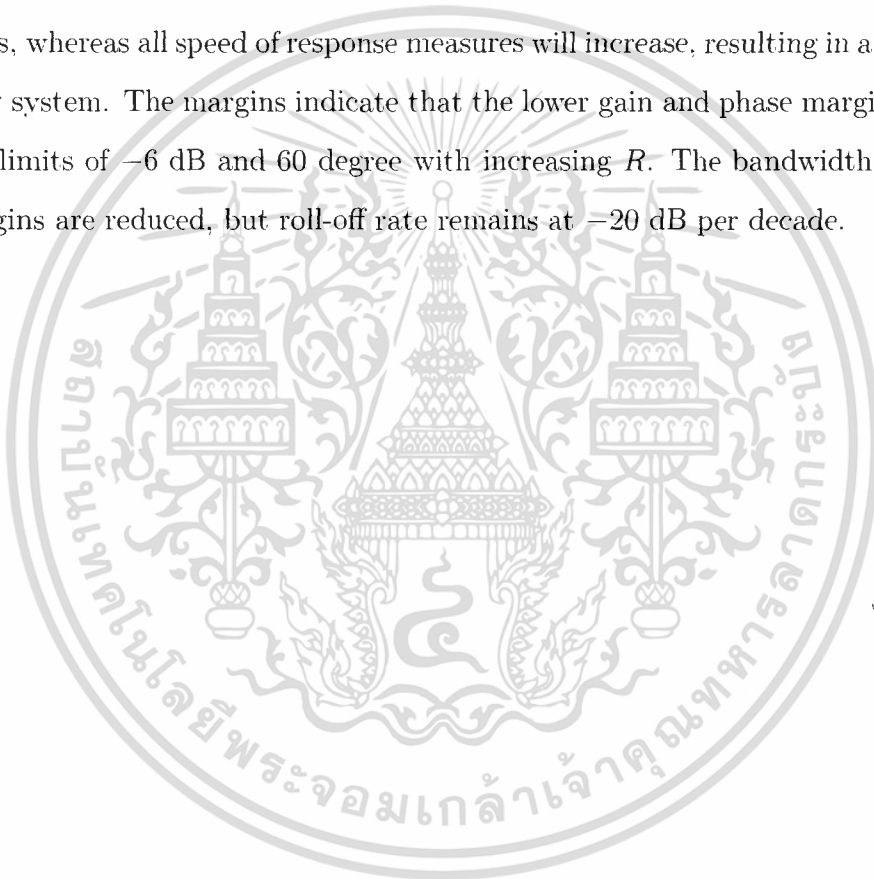 s, whereas all speed of response measures will increase, resulting in a
system. The margins indicate that the lower gain and phase margi
limits of −6 dB and 60 degree with increasing R. The bandwidth
gins are reduced, but roll-off rate remains at −20 dB per decade.
สถาบันเทคโนโลยีพระจอมเกล้าเจ้าคุณทหารลาดกระบัง